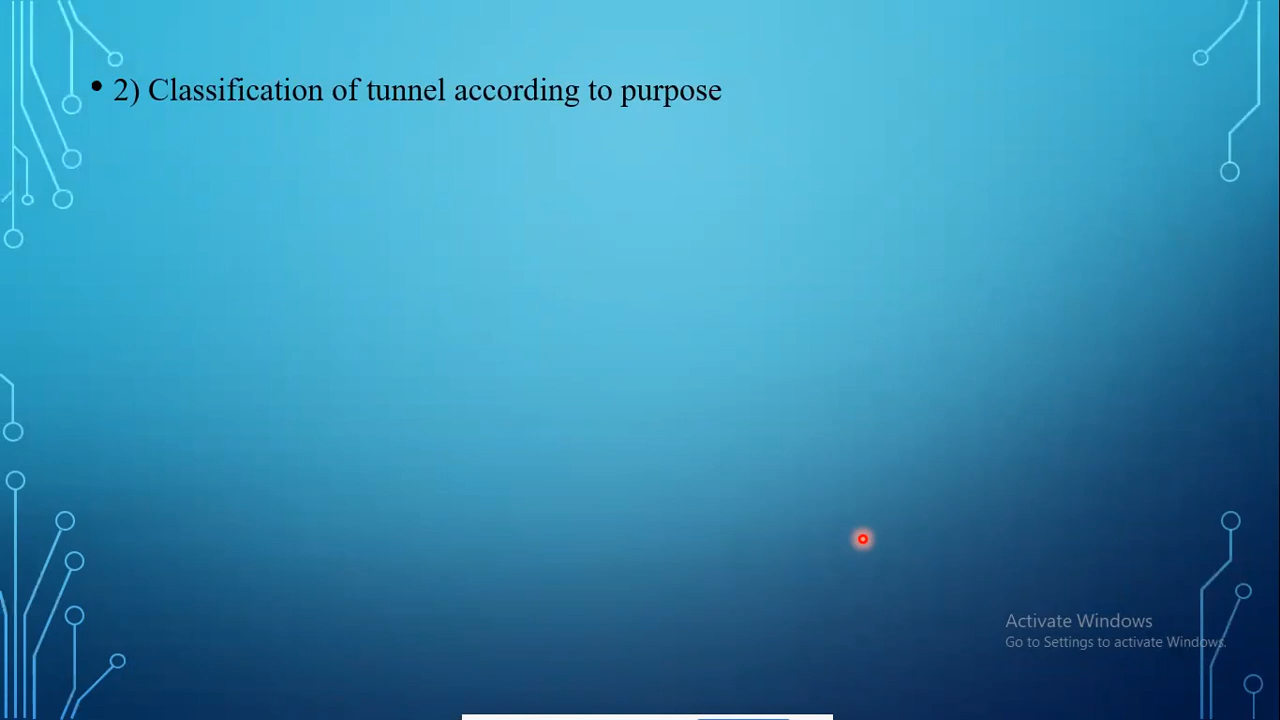 • 2) Classification of tunnel according to purpose
Activate Windows
Go to Settings to activate Windows.